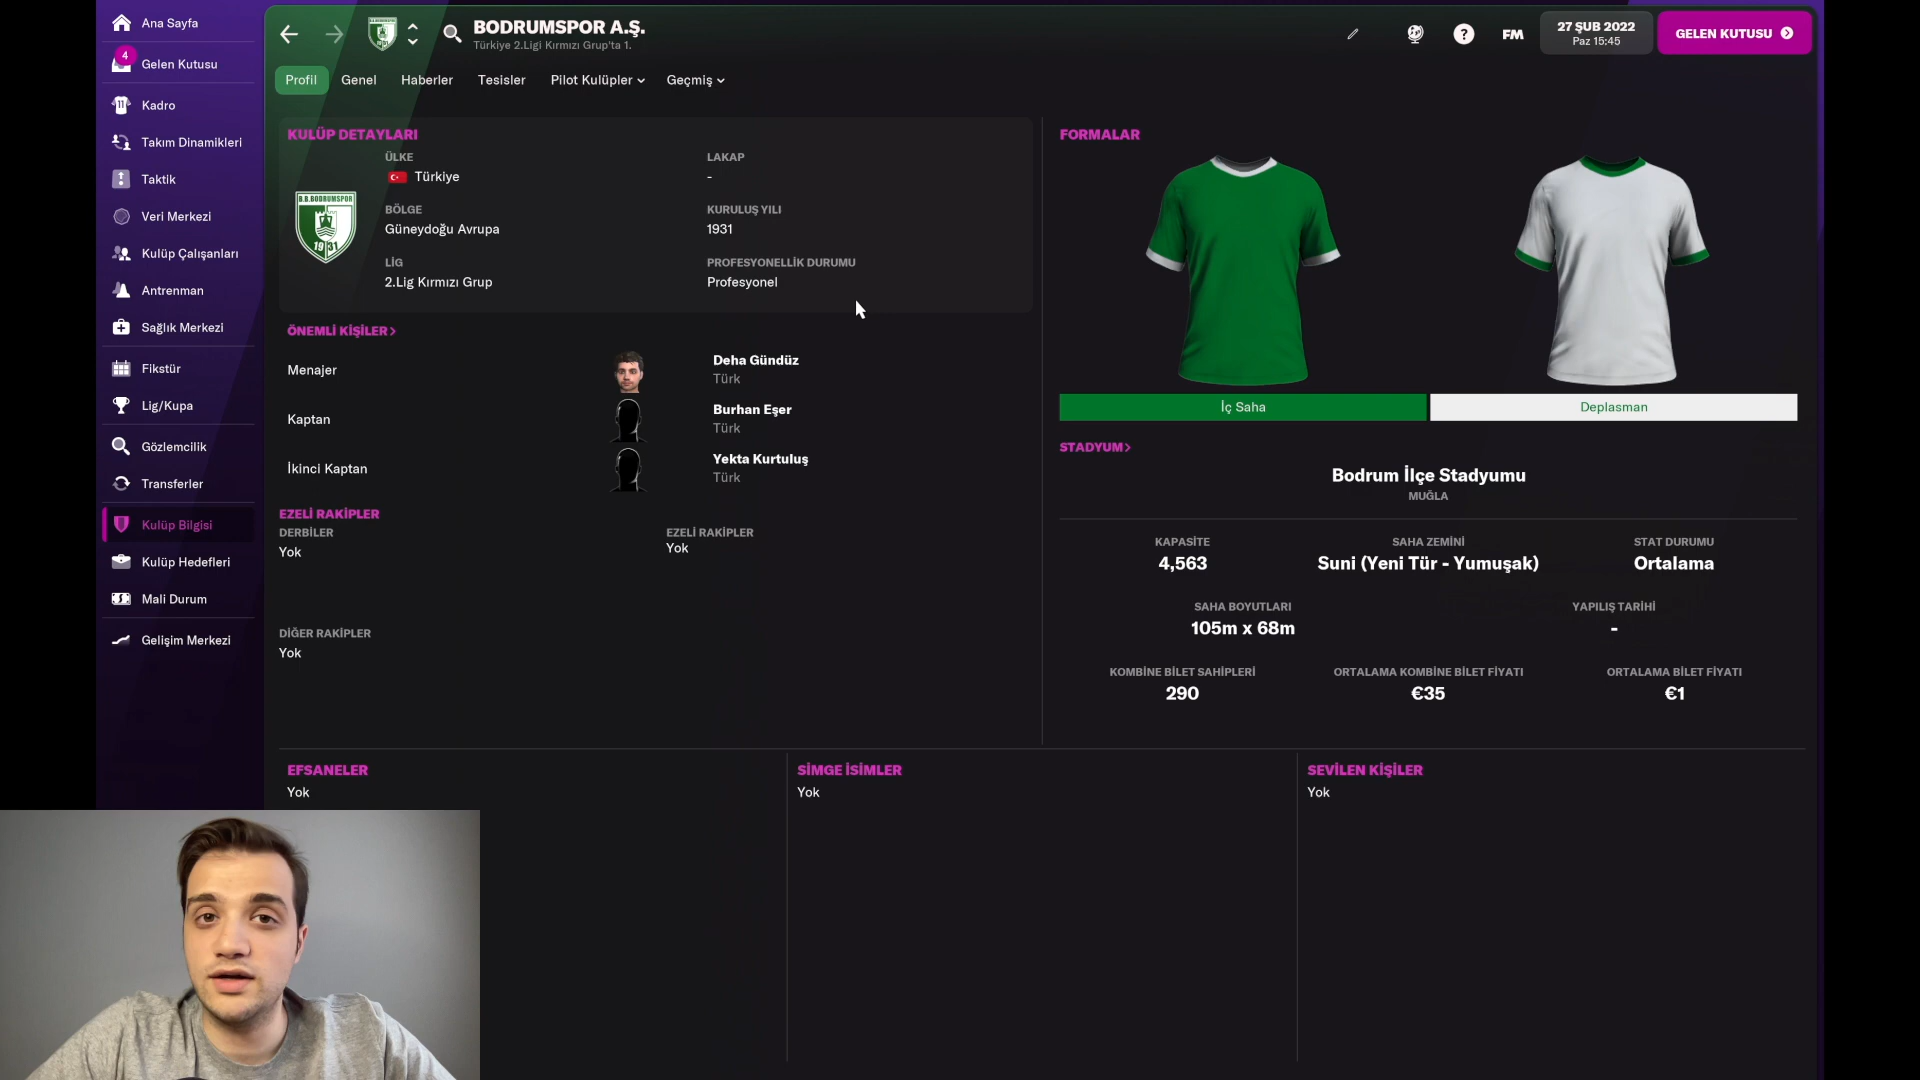 Ana Sayfa
4
Gelen Kutusu
Kadro
11
Takım Dinamikleri
Taktik
Veri Merkezi
Kulüp Çalışanları
Antrenman
Sağlık Merkezi
Fikstür
Lig/Kupa
Gözlemcilik
Transferler
Kulüp Bilgisi
Kulüp Hedefleri
Mali Durum
Gelişim Merkezi
BODRUMSPOR A.Ş.
Türkiye 2.Ligi Kırmızı Grup'ta 1.
?
FM
27 ŞUB 2022
Paz 15:45
GELEN KUTUSU
Profil
Genel
Haberler
Tesisler
Pilot Kulüpler
Geçmiş
KULÜP DETAYLARI
B.B.BODRUMSPOR
1931
ÜLKE
Türkiye
LAKAP
-
BÖLGE
Güneydoğu Avrupa
KURULUŞ YILI
1931
LİG
2.Lig Kırmızı Grup
PROFESYONELLİK DURUMU
Profesyonel
ÖNEMLİ KİŞİLER>
Menajer
Deha Gündüz
Türk
Kaptan
Burhan Eşer
Türk
İkinci Kaptan
Yekta Kurtuluş
Türk
EZELİ RAKİPLER
DERBİLER
Yok
EZELİ RAKİPLER
Yok
DİĞER RAKİPLER
Yok
FORMALAR
İç Saha
Deplasman
STADYUM>
Bodrum İlçe Stadyumu
MUĞLA
KAPASİTE
4,563
SAHA ZEMİNİ
Suni (Yeni Tür - Yumuşak)
STAT DURUMU
Ortalama
SAHA BOYUTLARI
105m x 68m
YAPILIŞ TARİHİ
-
KOMBİNE BİLET SAHİPLERİ
290
ORTALAMA KOMBİNE BİLET FİYATI
€35
ORTALAMA BİLET FİYATI
€1
EFSANELER
Yok
SİMGE İSİMLER
Yok
SEVİLEN KİŞİLER
Yok